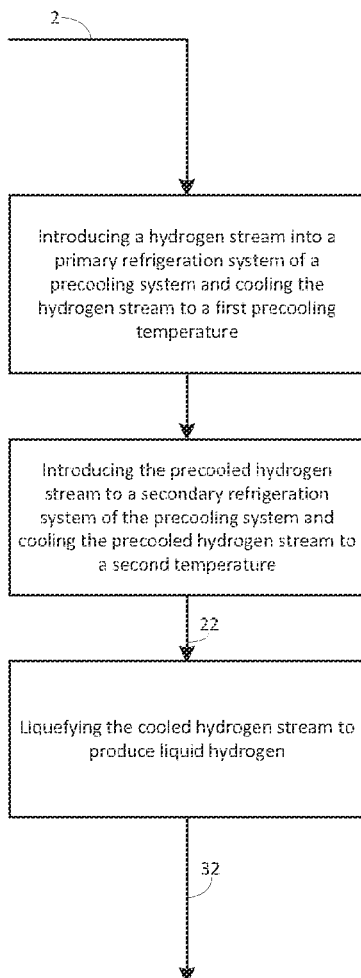 2
Introducing a hydrogen stream into a
primary refrigeration system of a
precooling system and cooling the
hydrogen stream to a first precooling
temperature
Introducing the precooled hydrogen
stream to a secondary refrigeration
system of the precooling system and
cooling the precooled hydrogen stream to
a second temperature
22
Liquefying the cooled hydrogen stream to
produce liquid hydrogen
32